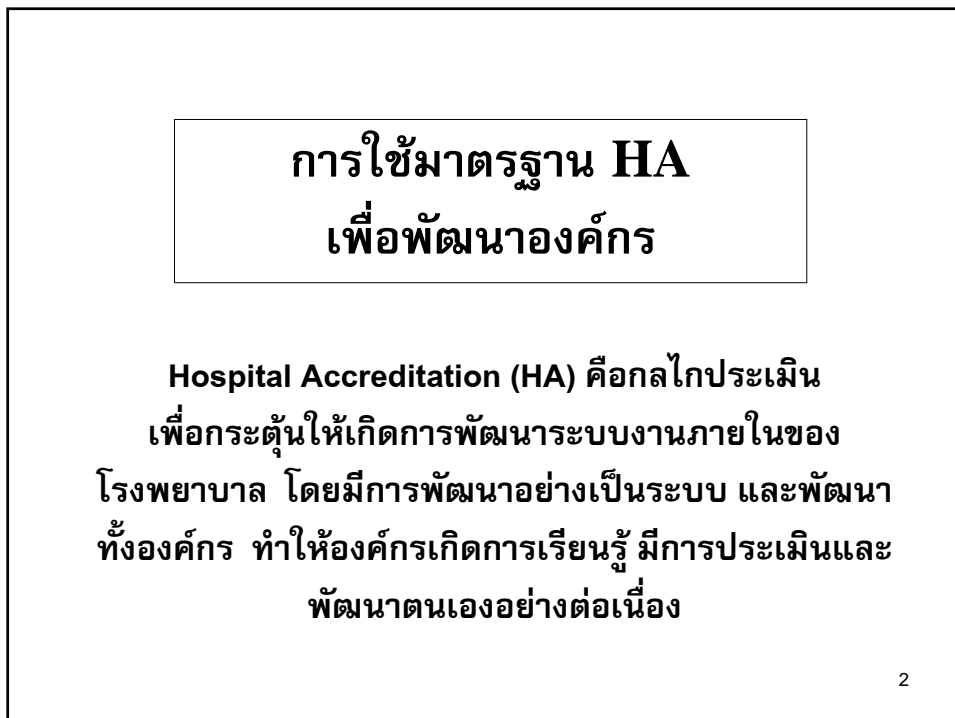 การใช้มาตรฐาน HA
เพื่อพัฒนาองค์กร
Hospital Accreditation (HA) คือกลไกประเมิน
เพื่อกระตุ้นให้เกิดการพัฒนาระบบงานภายในของ
โรงพยาบาล โดยมีการพัฒนาอย่างเป็นระบบ และพัฒนา
ทั้งองค์กร ทำให้องค์กรเกิดการเรียนรู้ มีการประเมินและ
พัฒนาตนเองอย่างต่อเนื่อง
2